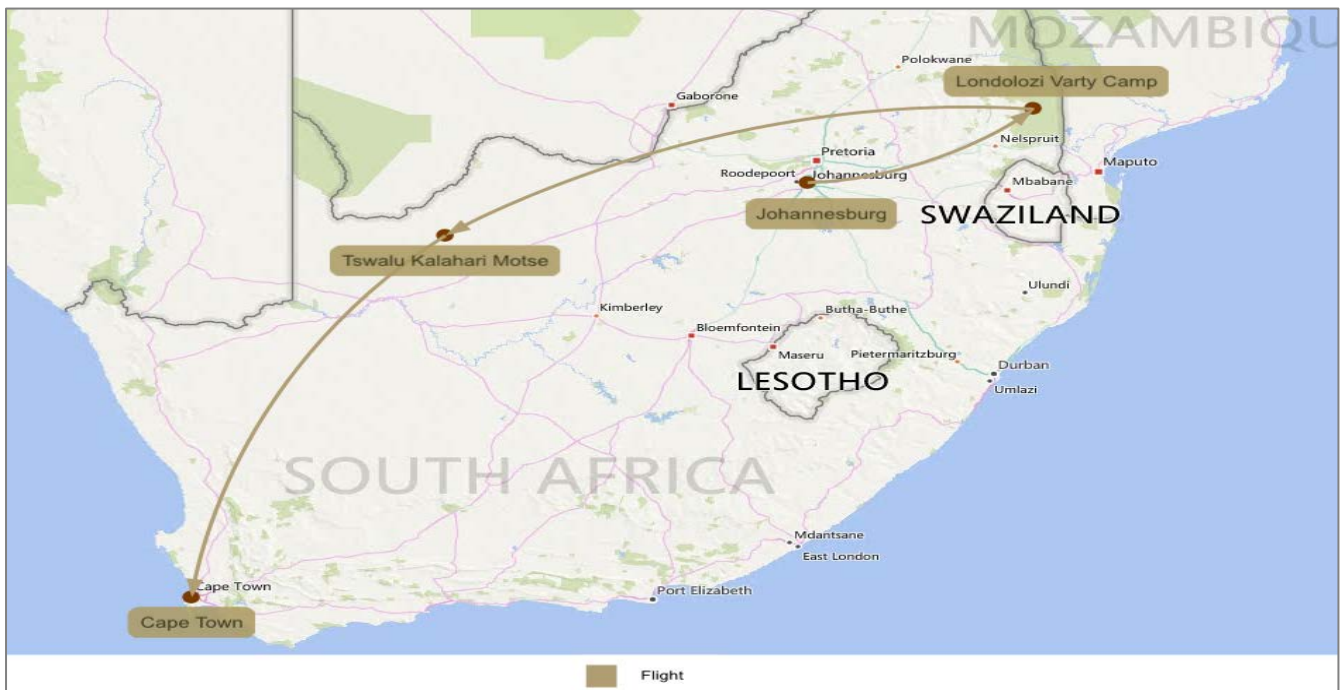 MOZAMBIQU
Polokwane
Londolozi Varty Camp
Gaborone
Nelspruit
Pretoria
Maputo
Roodepoort
Johannesburg
Mbabane
Johannesburg
SWAZILAND
Tswalu Kalahari Motse
Ulundi
Kimberley
Butha-Buthe
Bloemfontein
Maseru
Pietermaritzburg
Durban
LESOTHO
Umlazi
SOUTH AFRICA
Mdantsane
East London
Cape Town
Port Elizabeth
Cape Town
Flight